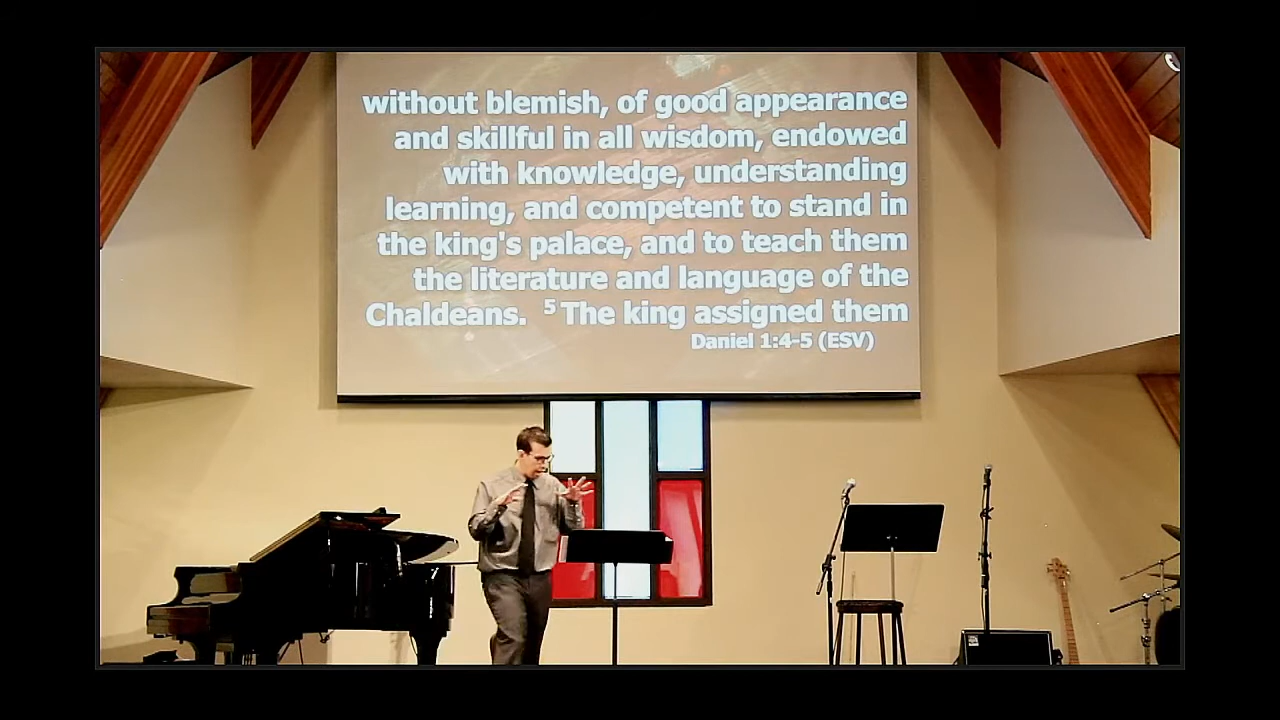 without blemish, of good appearance
and skillful in all wisdom, endowed
with knowledge, understanding
learning, and competent to stand in
the king's palace, and to teach them
the literature and language of the
Chaldeans. 5 The king assigned them
Daniel 1:4-5 (ESV)